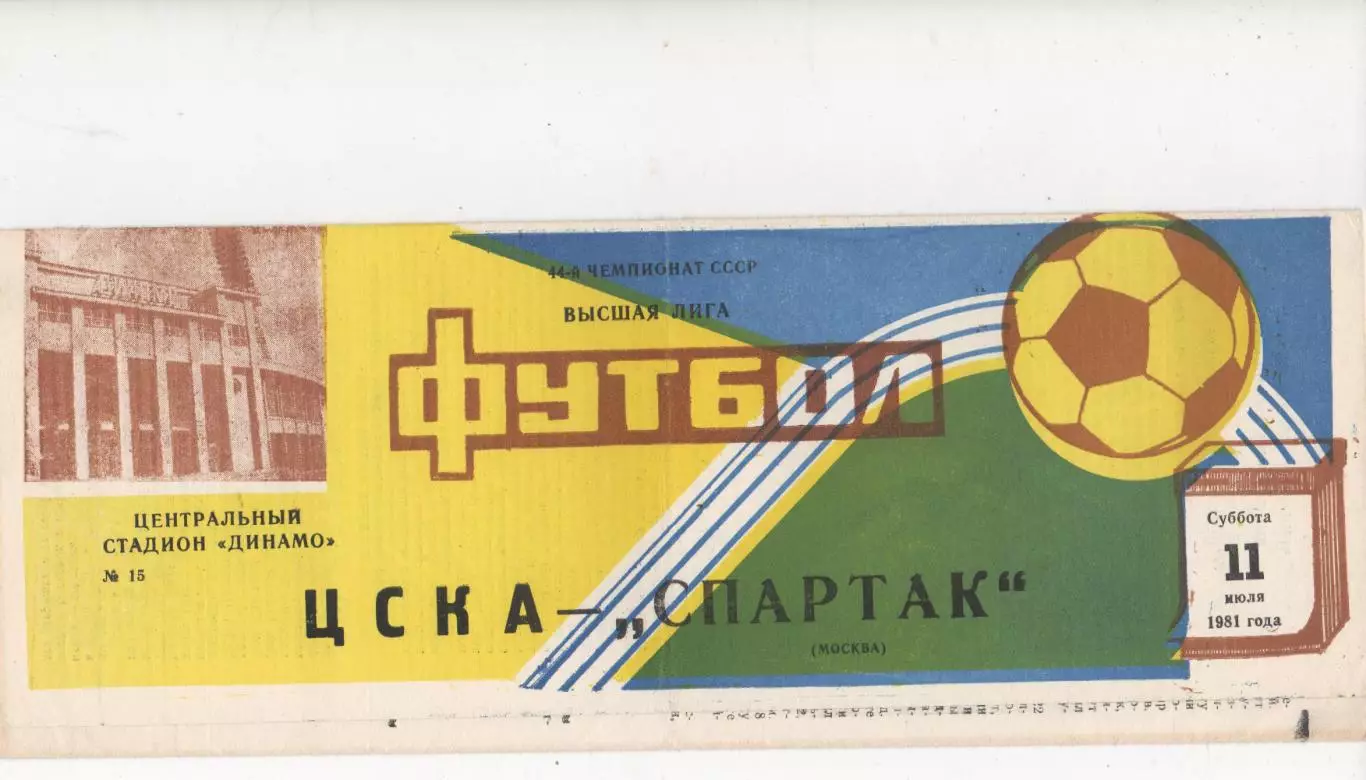 44-й ЧЕМПИОНАТ СССР
ВЫСШАЯ ЛИГА
ФУТБОЛ
ЦЕНТРАЛЬНЫЙ
СТАДИОН «ДИНАМО»
№ 15
ЦСКА — „СПАРТАК“
(МОСКВА)
Суббота
11
июля
1981 года